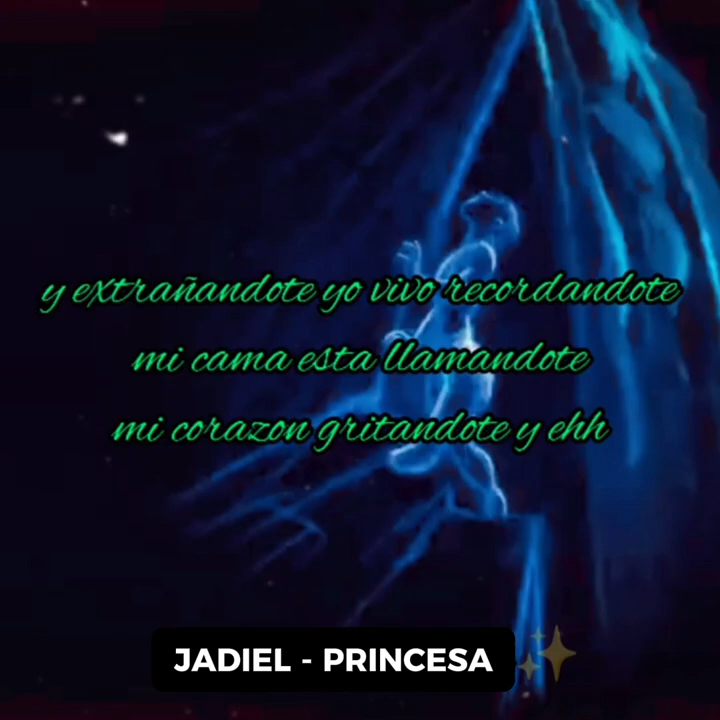 y extrañandote yo vivo recordandote
mi cama esta llamandote
mi corazon gritandote y ehh
JADIEL - PRINCESA